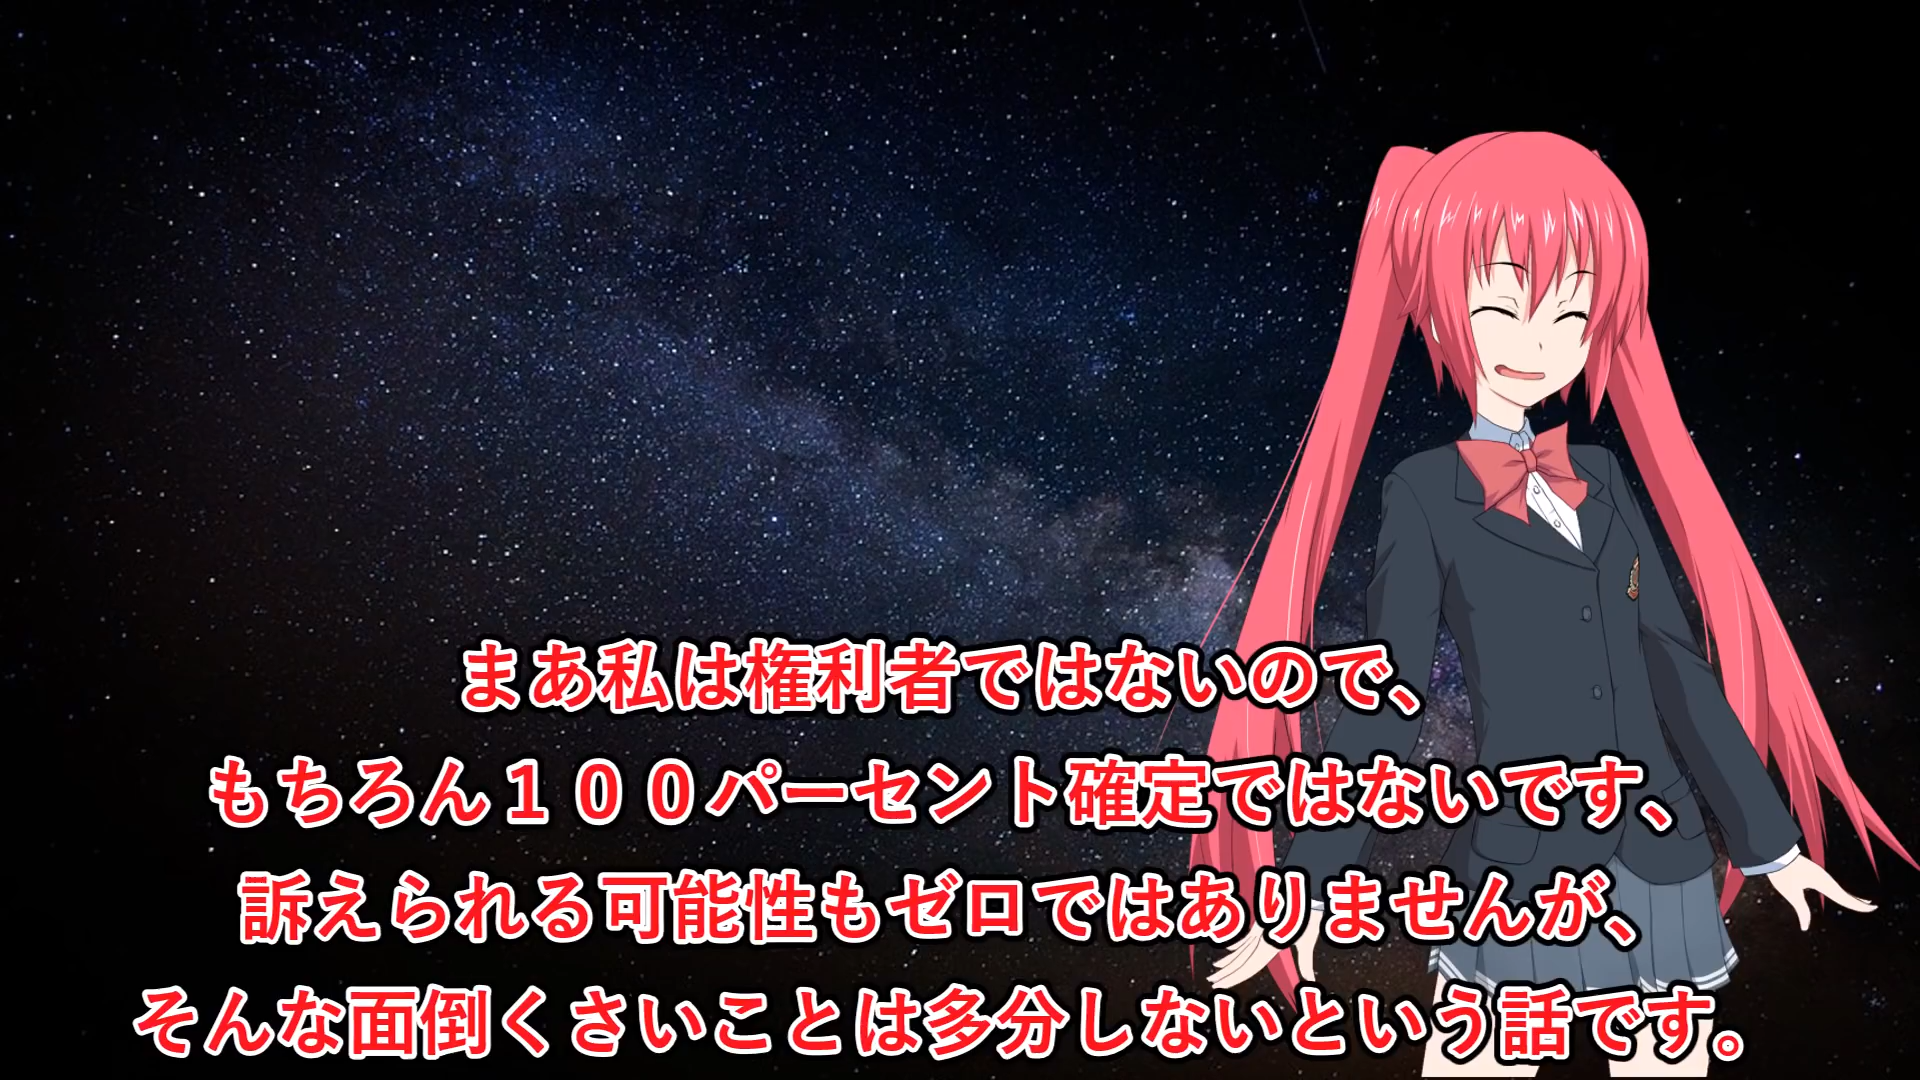 まあ私は権利者ではないので、
もちろん１００パーセント確定ではないです、
訴えられる可能性もゼロではありませんが、
そんな面倒くさいことは多分しないという話です。